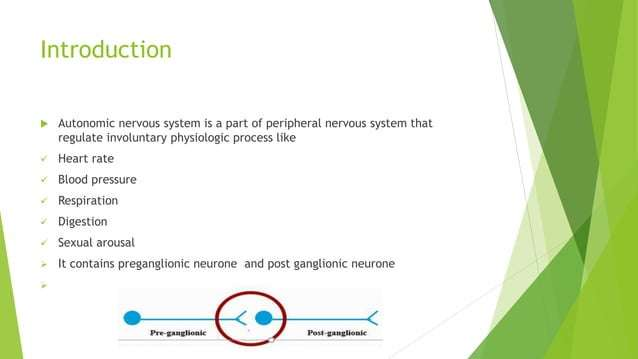 Introduction
Autonomic nervous system is a part of peripheral nervous system that
regulate involuntary physiologic process like
Heart rate
Blood pressure
Respiration
Digestion
Sexual arousal
It contains preganglionic neurone and post ganglionic neurone
Pre-ganglionic
Post-ganglionic